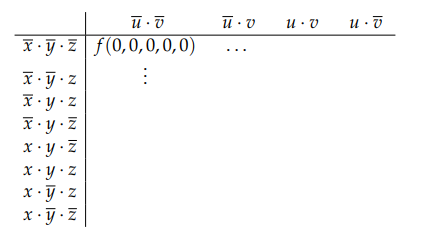 u̅ · v̅ u̅ · v u · v u · v̅
x̅ · y̅ · z̅ f(0, 0, 0, 0, 0) …
x̅ · y̅ · z ⋮
x̅ · y · z
x̅ · y · z̅
x · y · z̅
x · y · z
x · y̅ · z
x · y̅ · z̅